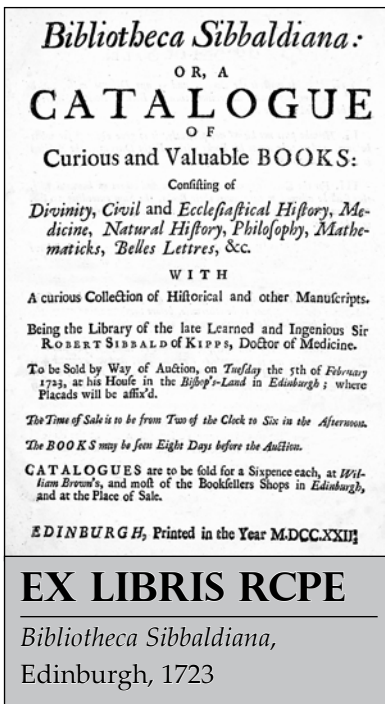 Bibliotheca Sibbaldiana:
OR, A
CATALOGUE
OF
Curious and Valuable BOOKS:
Conſiſting of
Divinity, Civil and Eccleſiaſtical Hiſtory, Me-
dicine, Natural Hiſtory, Philoſophy, Mathe-
maticks, Belles Lettres, &c.
WITH
A curious Collection of Hiſtorical and other Manuſcripts.
Being the Library of the late Learned and Ingenious Sir
ROBERT SIBBALD of KIPPS, Doctor of Medicine.
To be Sold by Way of Auction, on Tueſday the 5th of February
1723, at his Houſe in the Biſhop's-Land in Edinburgh; where
Placads will be affix'd.
The Time of Sale is to be from Two of the Clock to Six in the Afternoon.
The BOOKS may be ſeen Eight Days before the Auction.
CATALOGUES are to be ſold for a Sixpence each, at Wil-
liam Brown's, and moſt of the Bookſellers Shops in Edinburgh,
and at the Place of Sale.
EDINBURGH, Printed in the Year M.DCC.XXII
EX LIBRIS RCPE
Bibliotheca Sibbaldiana,
Edinburgh, 1723